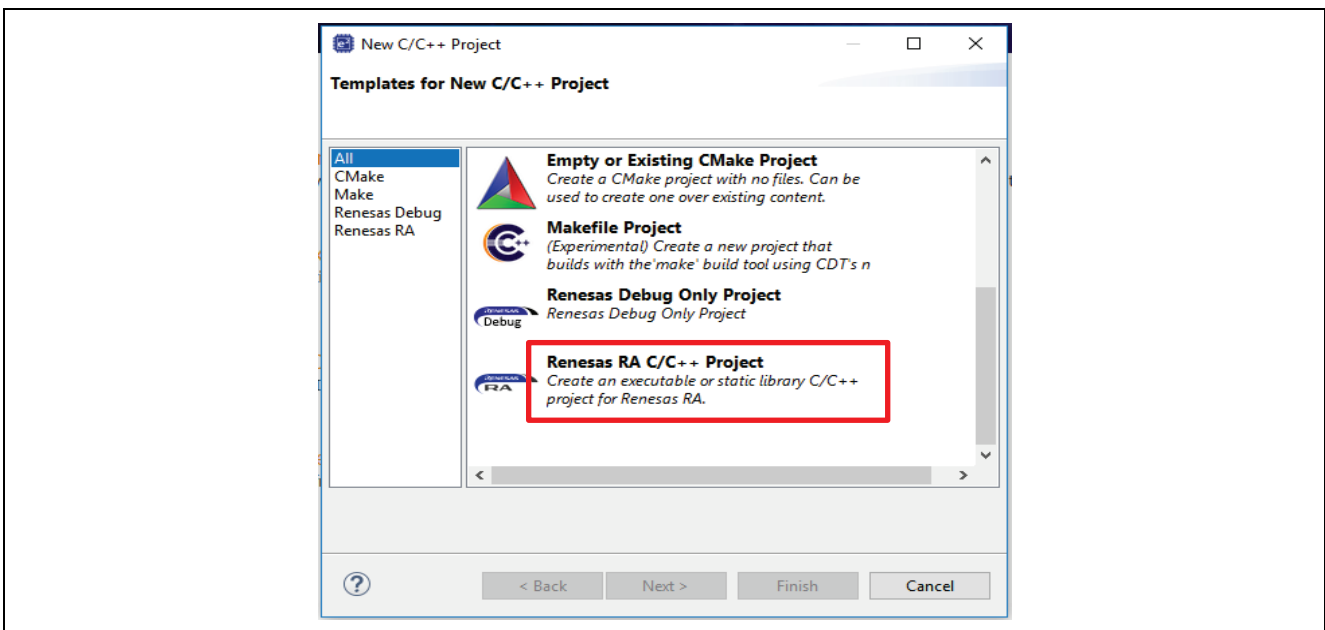 New C/C++ Project
Templates for New C/C++ Project
All
CMake
Make
Renesas Debug
Renesas RA
Empty or Existing CMake Project
Create a CMake project with no files. Can be
used to create one over existing content.
Makefile Project
(Experimental) Create a new project that
builds with the'make' build tool using CDT's n
Renesas Debug Only Project
Renesas Debug Only Project
RENESAS
Debug
Renesas RA C/C++ Project
Create an executable or static library C/C++
project for Renesas RA.
RENESAS
RA
< Back
Next >
Finish
Cancel